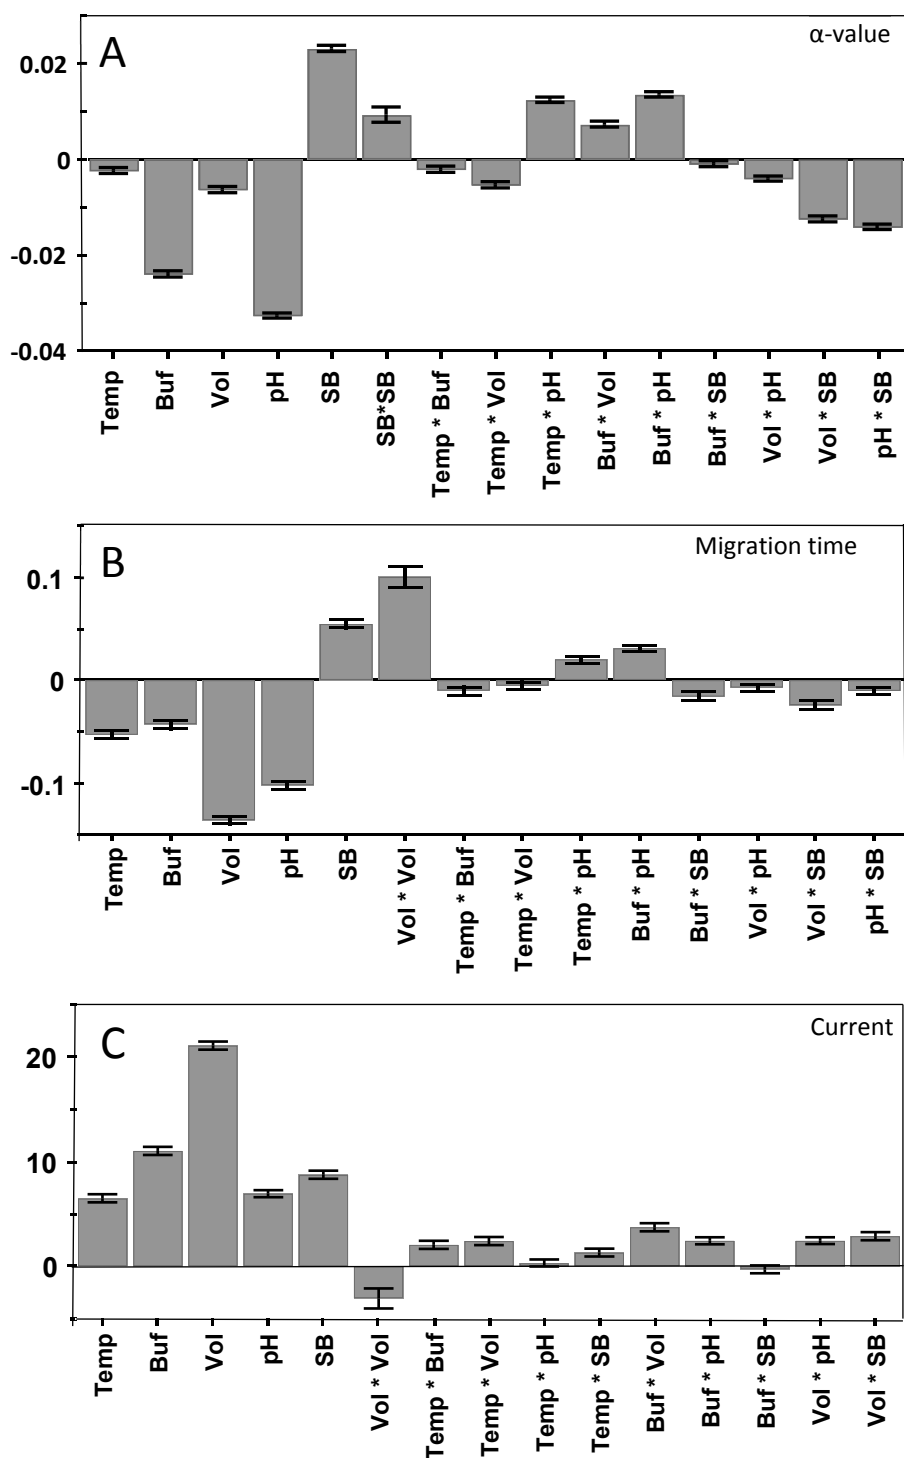 A
α-value
0.02
0
-0.02
-0.04
Temp
Buf
Vol
pH
SB
SB*SB
Temp * Buf
Temp * Vol
Temp * pH
Buf * Vol
Buf * pH
Buf * SB
Vol * pH
Vol * SB
pH * SB
B
Migration time
0.1
0
-0.1
Temp
Buf
Vol
pH
SB
Vol * Vol
Temp * Buf
Temp * Vol
Temp * pH
Buf * pH
Buf * SB
Vol * pH
Vol * SB
pH * SB
C
Current
20
10
0
Temp
Buf
Vol
pH
SB
Vol * Vol
Temp * Buf
Temp * Vol
Temp * pH
Temp * SB
Buf * Vol
Buf * pH
Buf * SB
Vol * pH
Vol * SB